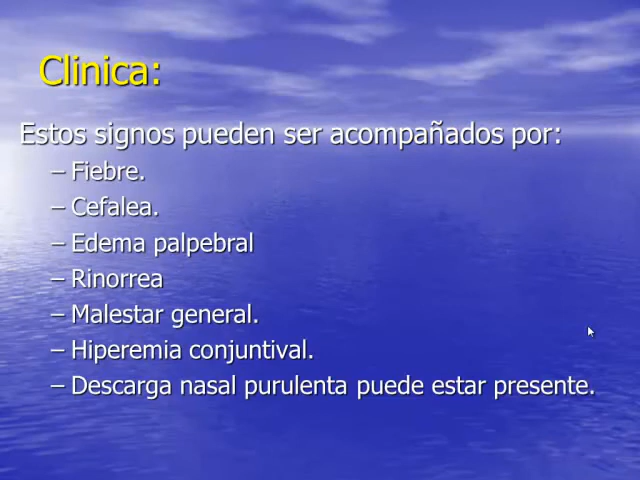 Clinica:
Estos signos pueden ser acompañados por:
– Fiebre.
– Cefalea.
– Edema palpebral
– Rinorrea
– Malestar general.
– Hiperemia conjuntival.
– Descarga nasal purulenta puede estar presente.